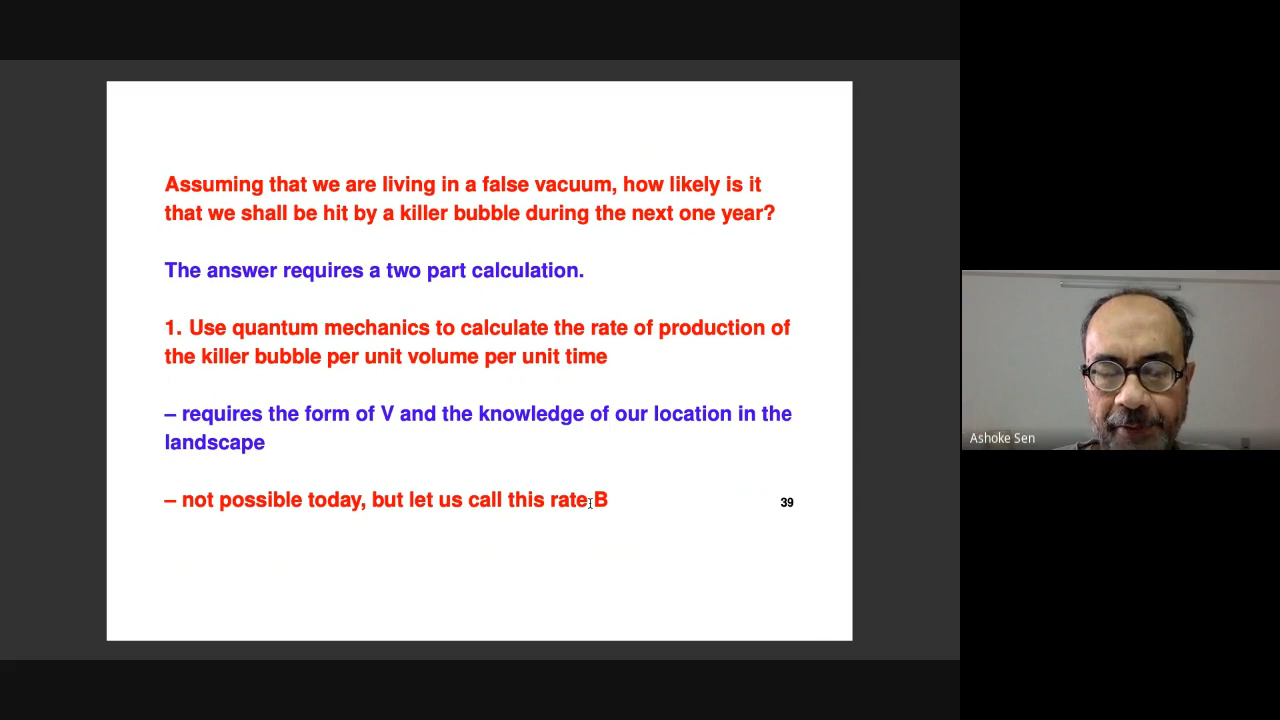 Assuming that we are living in a false vacuum, how likely is it
that we shall be hit by a killer bubble during the next one year?
The answer requires a two part calculation.
1. Use quantum mechanics to calculate the rate of production of
the killer bubble per unit volume per unit time
– requires the form of V and the knowledge of our location in the
landscape
– not possible today, but let us call this rate B
39
Ashoke Sen